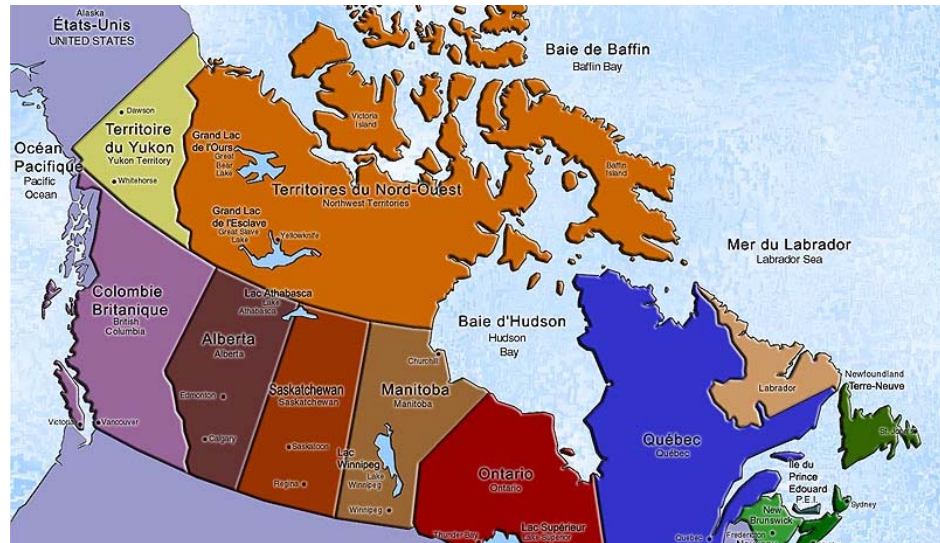 Alaska
États-Unis
UNITED STATES
Baie de Baffin
Baffin Bay
Dawson
Territoire
du Yukon
Yukon Territory
Whitehorse
Océan
Pacifique
Pacific
Ocean
Victoria
Island
Grand Lac
de l'Ours
Great
Bear
Lake
Baffin
Island
Territoires du Nord-Ouest
Northwest Territories
Grand Lac
de l'Esclave
Great Slave
Lake
Yellowknife
Mer du Labrador
Labrador Sea
Colombie
Britanique
British
Columbia
Lac Athabasca
Lake
Athabasca
Baie d'Hudson
Hudson
Bay
Alberta
Alberta
Churchill
Saskatchewan
Saskatchewan
Manitoba
Manitoba
Labrador
Newfoundland
Terre-Neuve
Edmonton
Victoria
Vancouver
Calgary
Saskatoon
Regina
Lac
Winnipeg
Lake
Winnipeg
Winnipeg
Québec
Québec
St. John's
Ontario
Ontario
Ile du
Prince
Edouard
P.E.I.
Sydney
New
Brunswick
Fredericton
Thunder Bay
Lac Supérieur
Lake Superior
Quebec